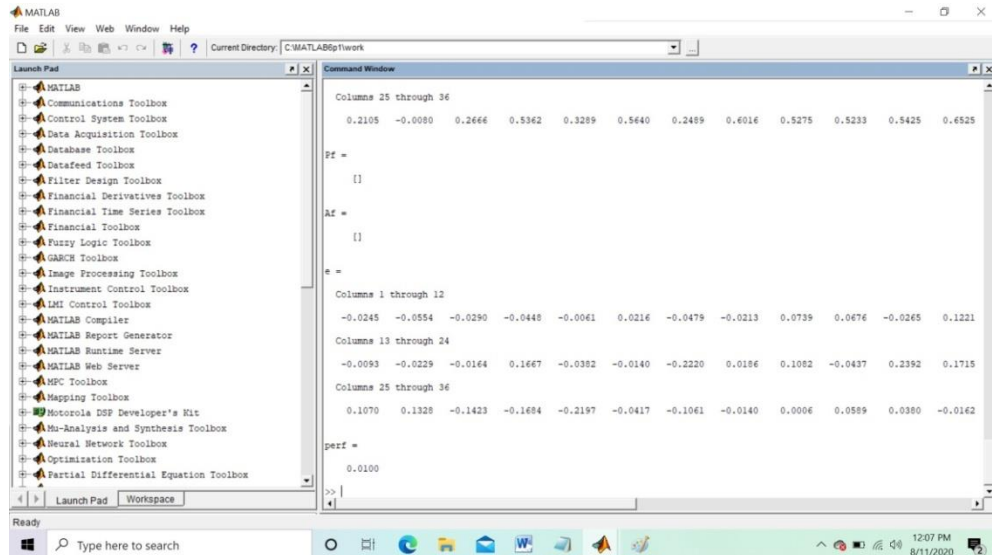 MATLAB
File Edit View Web Window Help
? Current Directory: C:\MATLAB6p1\work ...
Launch Pad
MATLAB
Communications Toolbox
Control System Toolbox
Data Acquisition Toolbox
Database Toolbox
Datafeed Toolbox
Filter Design Toolbox
Financial Derivatives Toolbox
Financial Time Series Toolbox
Financial Toolbox
Fuzzy Logic Toolbox
GARCH Toolbox
Image Processing Toolbox
Instrument Control Toolbox
LMI Control Toolbox
MATLAB Compiler
MATLAB Report Generator
MATLAB Runtime Server
MATLAB Web Server
MPC Toolbox
Mapping Toolbox
Motorola DSP Developer's Kit
Mu-Analysis and Synthesis Toolbox
Neural Network Toolbox
Optimization Toolbox
Partial Differential Equation Toolbox
Launch Pad Workspace
Command Window
Columns 25 through 36
0.2105 -0.0080 0.2666 0.5362 0.3289 0.5640 0.2489 0.6016 0.5275 0.5233 0.5425 0.6525
Pf =
[]
Af =
[]
e =
Columns 1 through 12
-0.0245 -0.0554 -0.0290 -0.0448 -0.0061 0.0216 -0.0479 -0.0213 0.0739 0.0676 -0.0265 0.1221
Columns 13 through 24
-0.0093 -0.0229 -0.0164 0.1667 -0.0382 -0.0140 -0.2220 0.0186 0.1082 -0.0437 0.2392 0.1715
Columns 25 through 36
0.1070 0.1328 -0.1423 -0.1684 -0.2197 -0.0417 -0.1061 -0.0140 0.0006 0.0589 0.0380 -0.0162
perf =
0.0100
>>
Ready
Type here to search
12:07 PM
8/11/2020